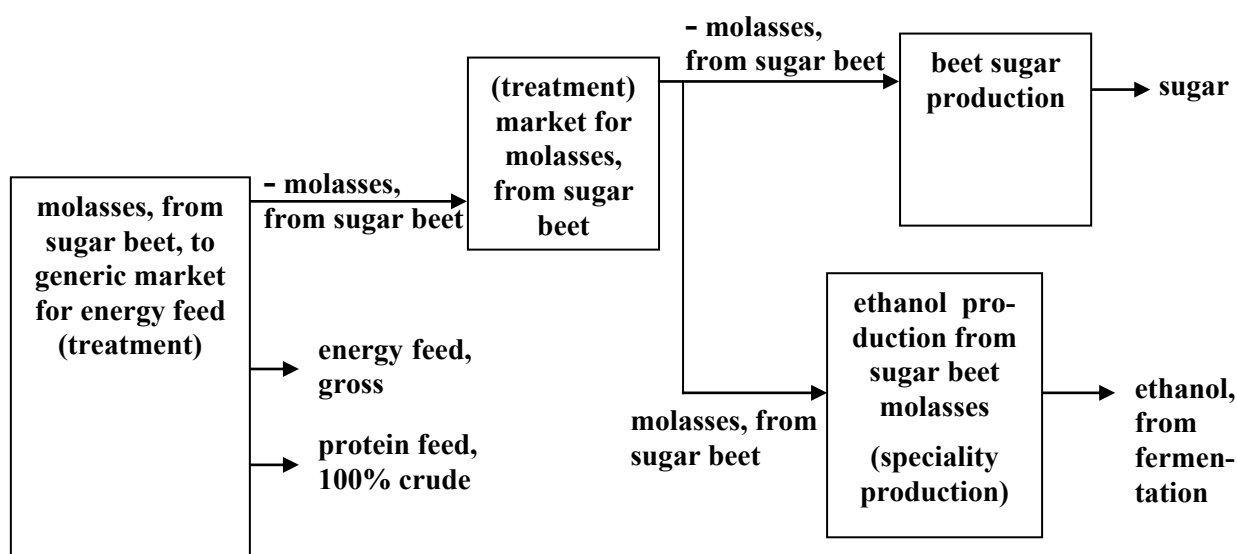 molasses, from
sugar beet, to
generic market
for energy feed
(treatment)
- molasses,
from sugar beet
energy feed,
gross
protein feed,
100% crude
(treatment)
market for
molasses,
from sugar
beet
- molasses,
from sugar beet
beet sugar
production
sugar
molasses, from
sugar beet
ethanol pro-
duction from
sugar beet
molasses
(speciality
production)
ethanol,
from
fermen-
tation